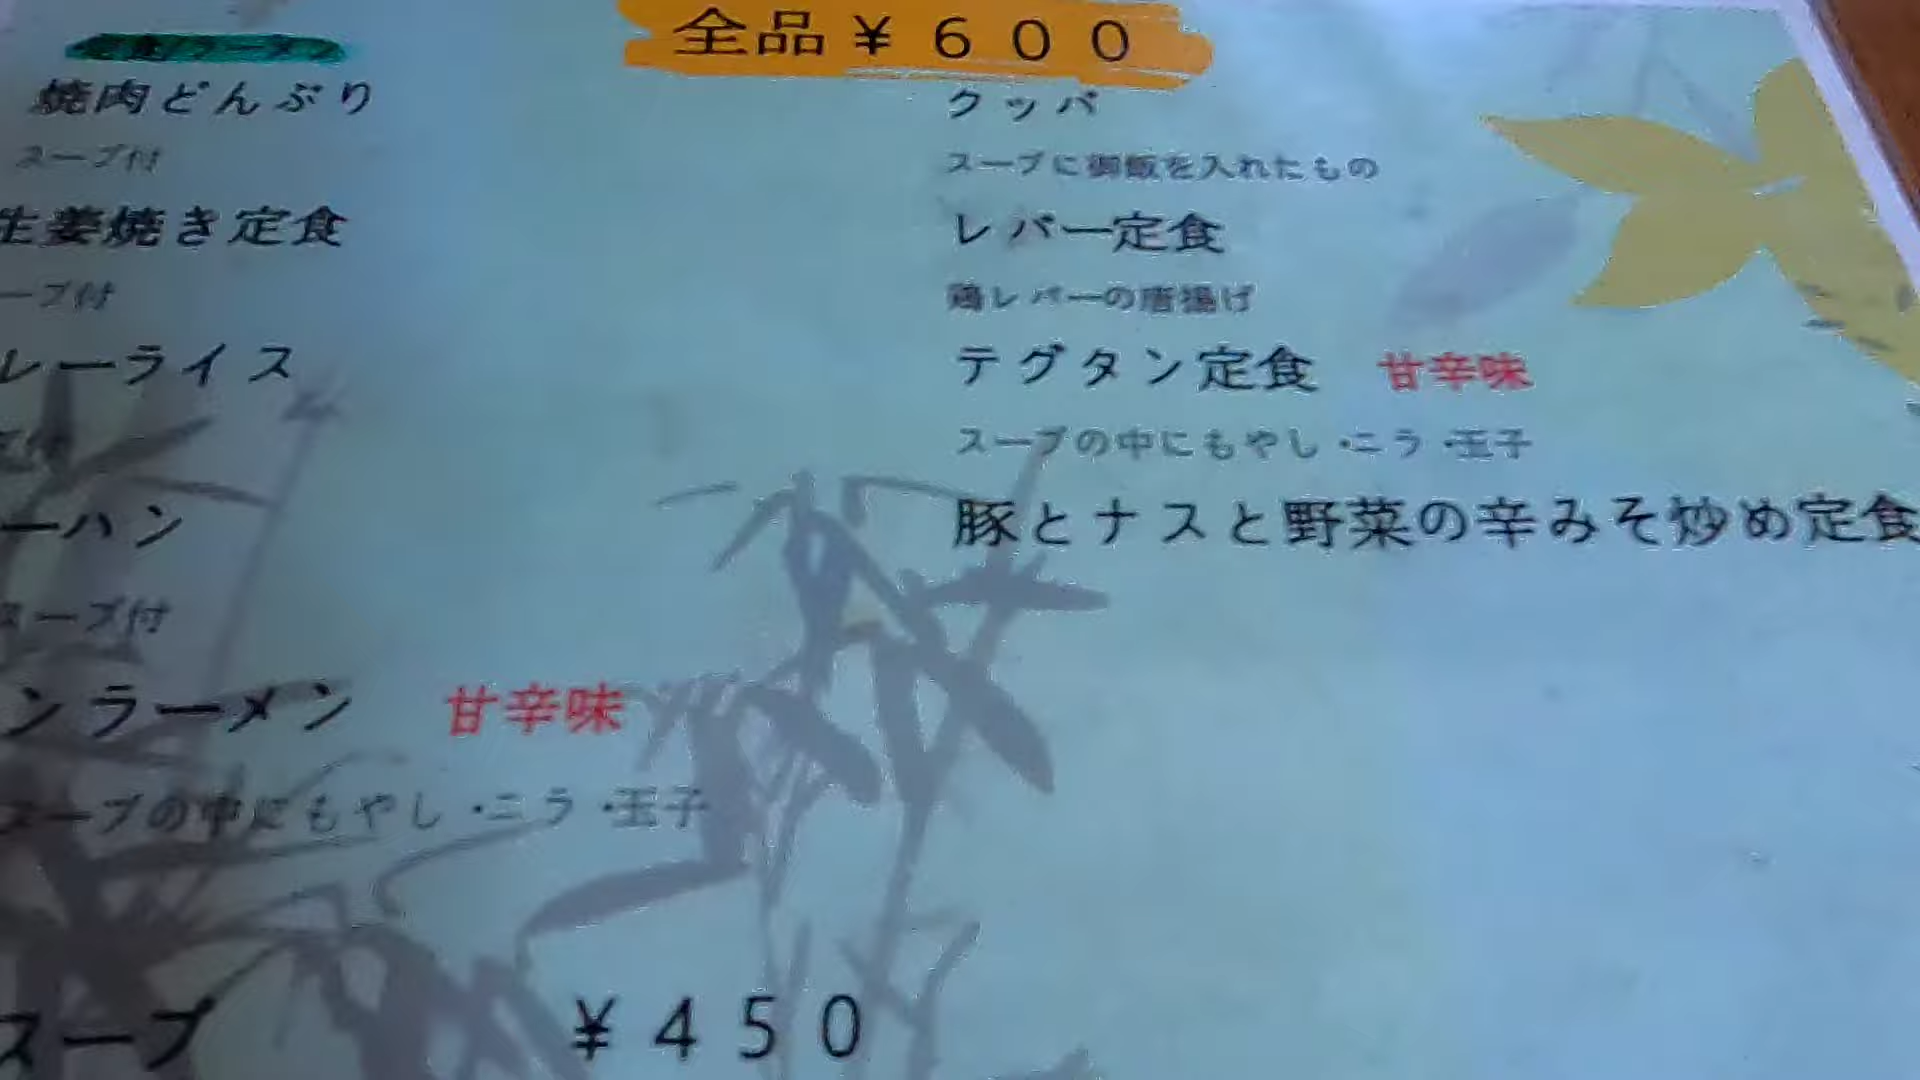 全品¥600
焼肉どんぶり
スープ付
生姜焼き定食
ープ付
レーライス
ーハン
スープ付
ンラーメン 甘辛味
スープの中にもやし・ニラ・玉子
スープ ¥450
クッパ
スープに御飯を入れたもの
レバー定食
鶏レバーの唐揚げ
テグタン定食 甘辛味
スープの中にもやし・ニラ・玉子
豚とナスと野菜の辛みそ炒め定食